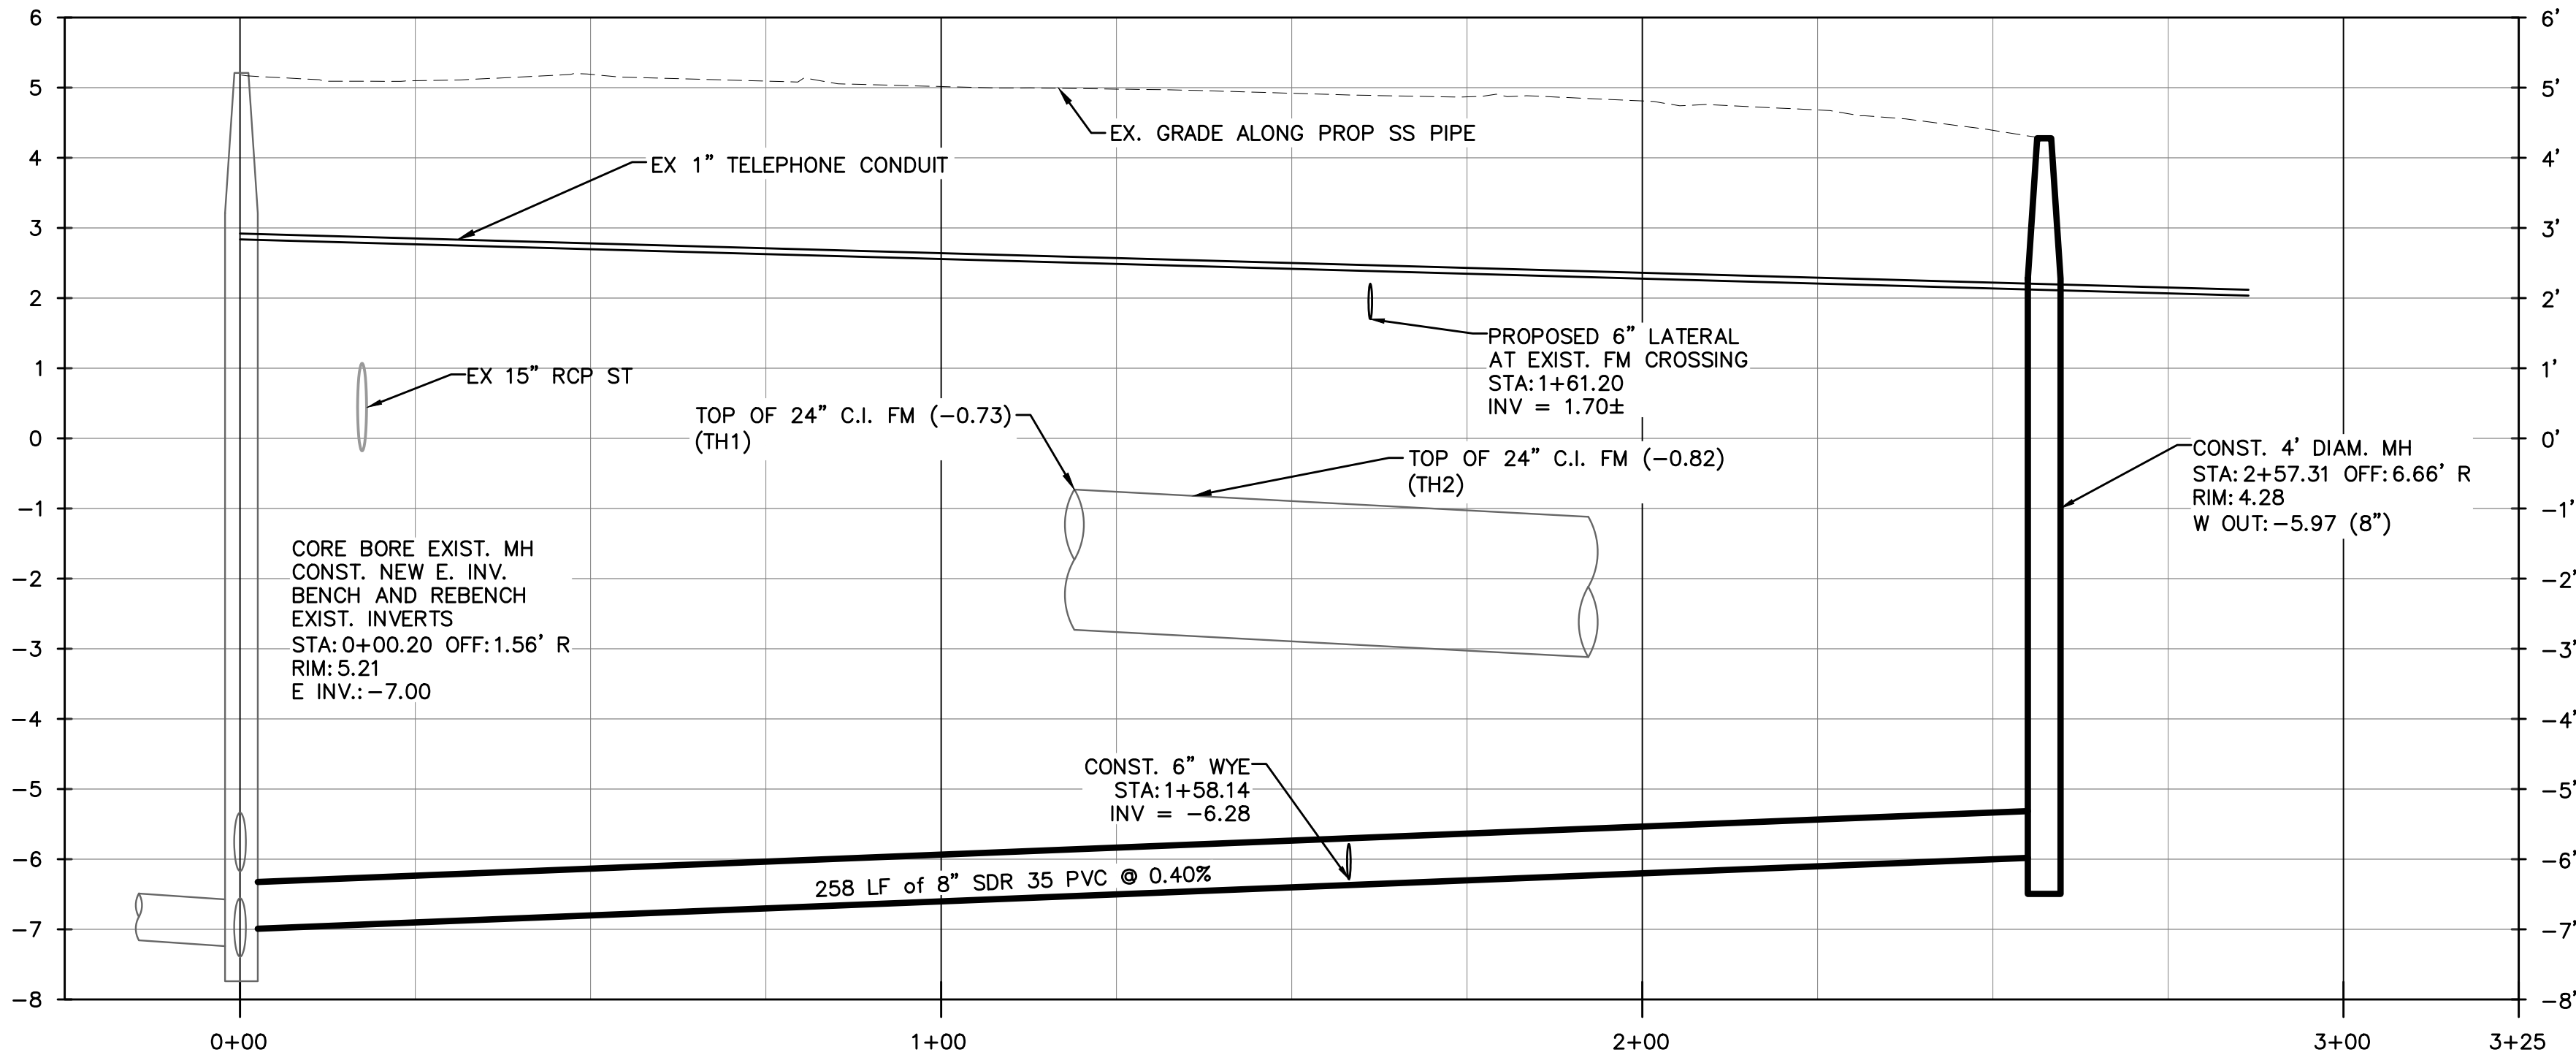 6
5
4
3
2
1
0
−1
−2
−3
−4
−5
−6
−7
−8
6'
5'
4'
3'
2'
1'
0'
−1'
−2'
−3'
−4'
−5'
−6'
−7'
−8'
EX. GRADE ALONG PROP SS PIPE
EX 1" TELEPHONE CONDUIT
PROPOSED 6" LATERAL
AT EXIST. FM CROSSING
STA:1+61.20
INV = 1.70±
EX 15" RCP ST
TOP OF 24" C.I. FM (−0.73)
(TH1)
TOP OF 24" C.I. FM (−0.82)
(TH2)
CONST. 4' DIAM. MH
STA:2+57.31 OFF:6.66' R
RIM:4.28
W OUT:−5.97 (8")
CORE BORE EXIST. MH
CONST. NEW E. INV.
BENCH AND REBENCH
EXIST. INVERTS
STA:0+00.20 OFF:1.56' R
RIM:5.21
E INV.:−7.00
CONST. 6" WYE
STA:1+58.14
INV = −6.28
258 LF of 8" SDR 35 PVC @ 0.40%
0+00
1+00
2+00
3+00
3+25